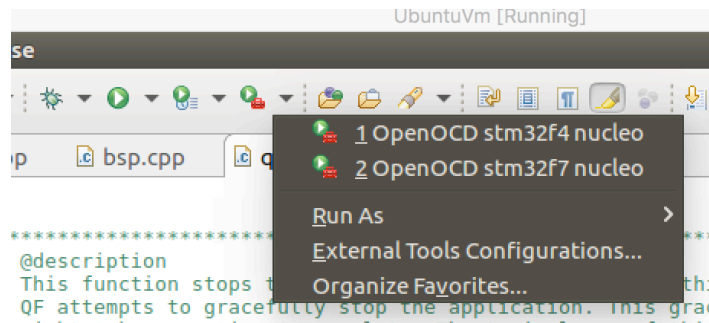 UbuntuVm [Running]
se
p
bsp.cpp
q
1 OpenOCD stm32f4 nucleo
2 OpenOCD stm32f7 nucleo
Run As
External Tools Configurations...
Organize Favorites...
@description
This function stops t
QF attempts to gracefully stop the application. This grac